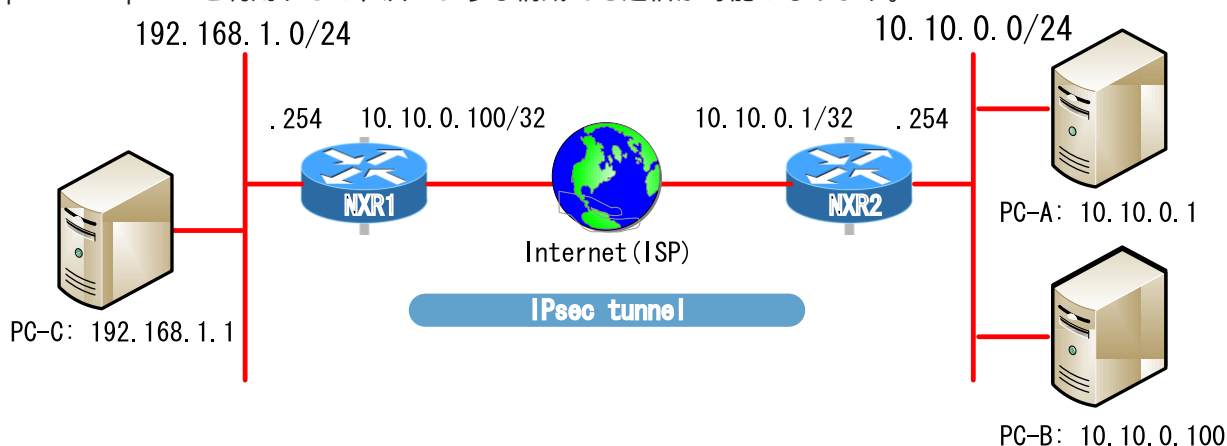 192.168.1.0/24
10.10.0.0/24
.254
10.10.0.100/32
10.10.0.1/32
.254
NXR1
NXR2
PC-A: 10.10.0.1
Internet(ISP)
IPsec tunnel
PC-C: 192.168.1.1
PC-B: 10.10.0.100